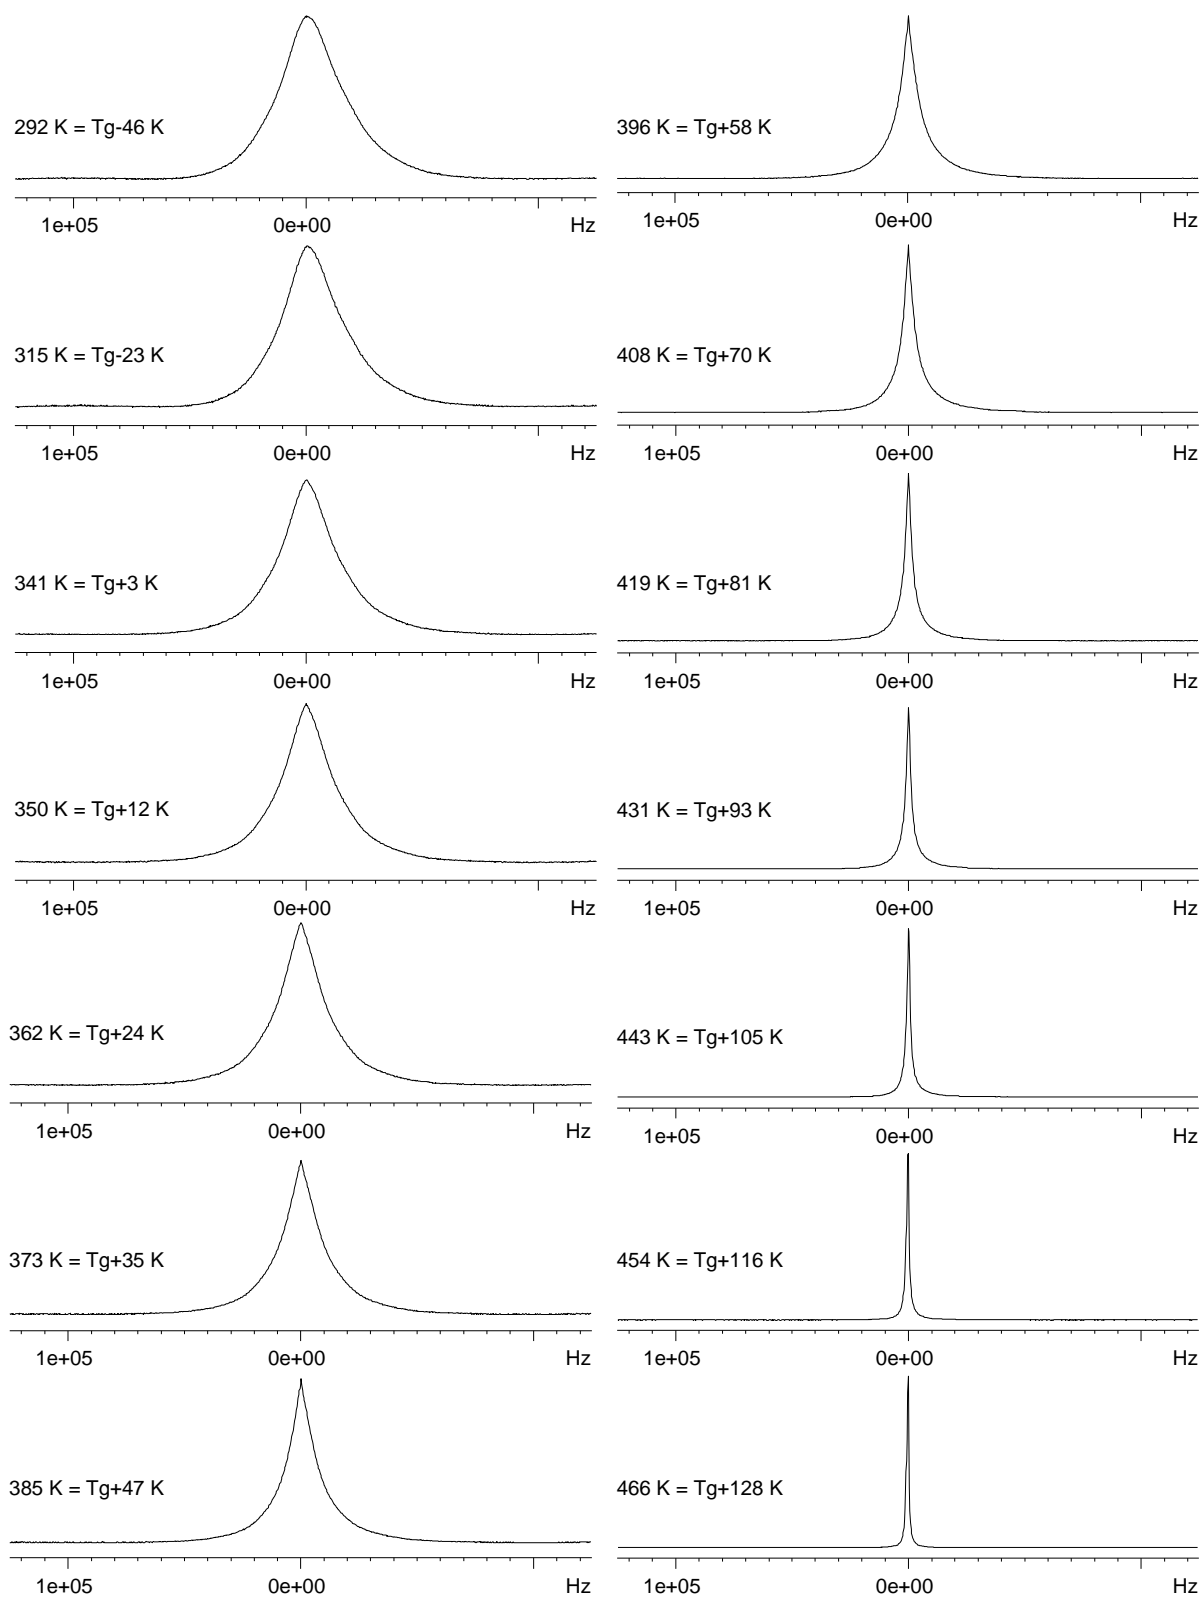 292 K = Tg-46 K
1e+05 0e+00 Hz
315 K = Tg-23 K
1e+05 0e+00 Hz
341 K = Tg+3 K
1e+05 0e+00 Hz
350 K = Tg+12 K
1e+05 0e+00 Hz
362 K = Tg+24 K
1e+05 0e+00 Hz
373 K = Tg+35 K
1e+05 0e+00 Hz
385 K = Tg+47 K
1e+05 0e+00 Hz
396 K = Tg+58 K
1e+05 0e+00 Hz
408 K = Tg+70 K
1e+05 0e+00 Hz
419 K = Tg+81 K
1e+05 0e+00 Hz
431 K = Tg+93 K
1e+05 0e+00 Hz
443 K = Tg+105 K
1e+05 0e+00 Hz
454 K = Tg+116 K
1e+05 0e+00 Hz
466 K = Tg+128 K
1e+05 0e+00 Hz